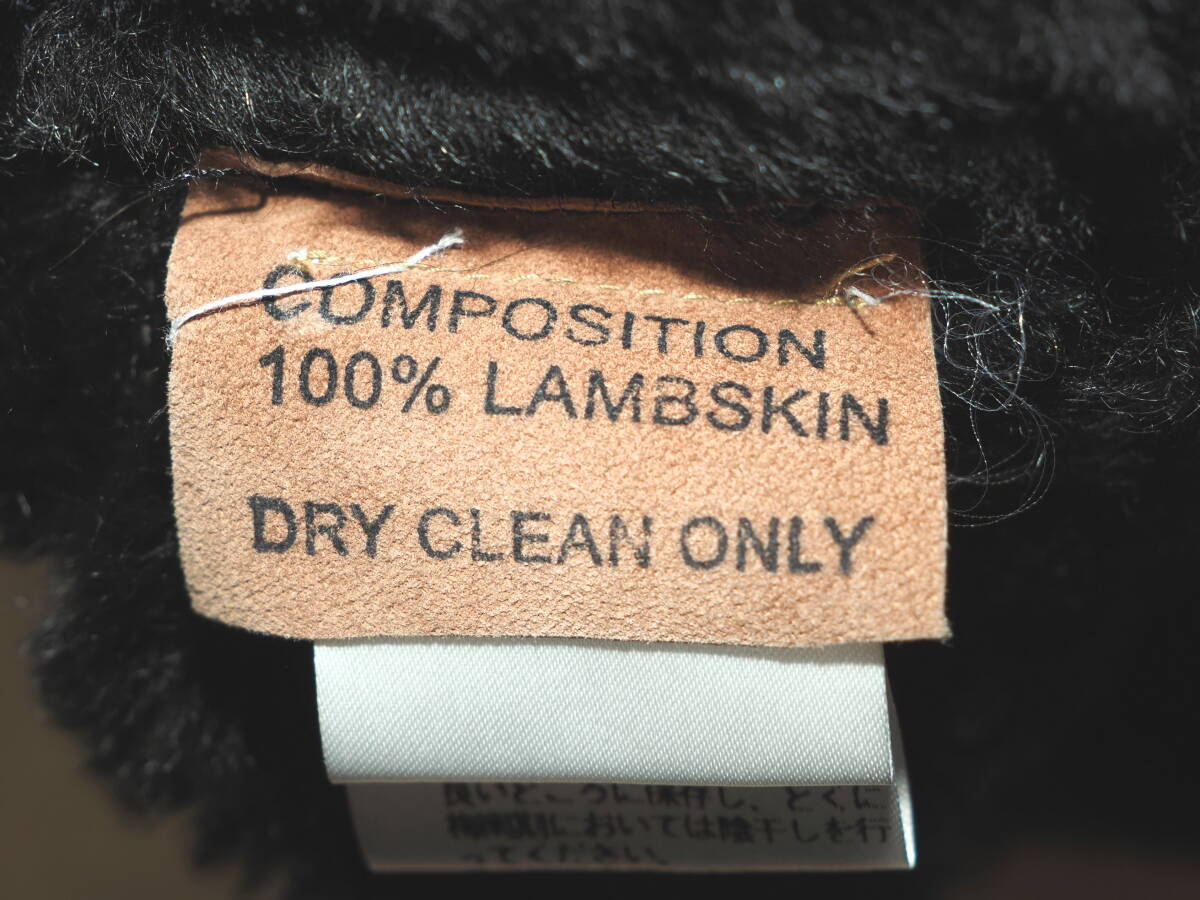 COMPOSITION
100% LAMBSKIN
DRY CLEAN ONLY
良いところに保存し、とくに
梅雨期においては陰干しを行
ってください。